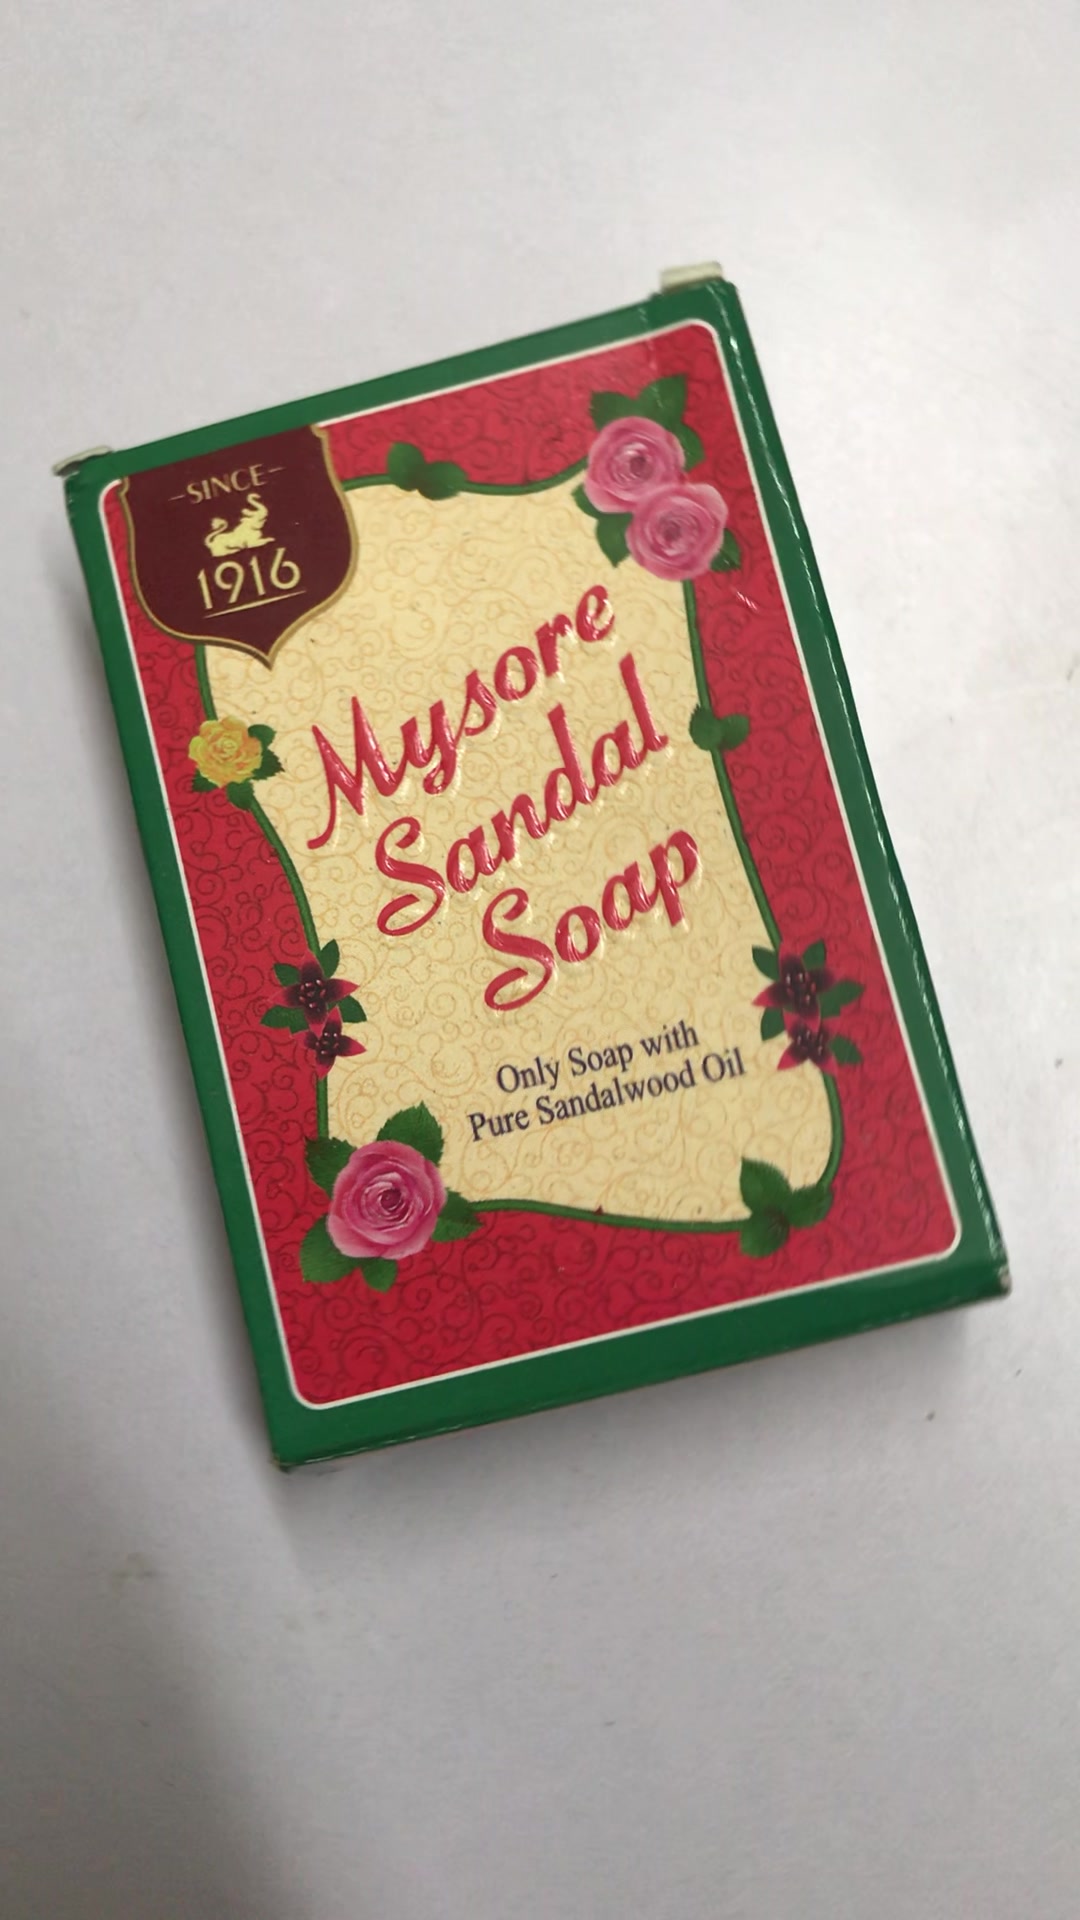 -SINCE-
1916
Mysore
Sandal
Soap
Only Soap with
Pure Sandalwood Oil